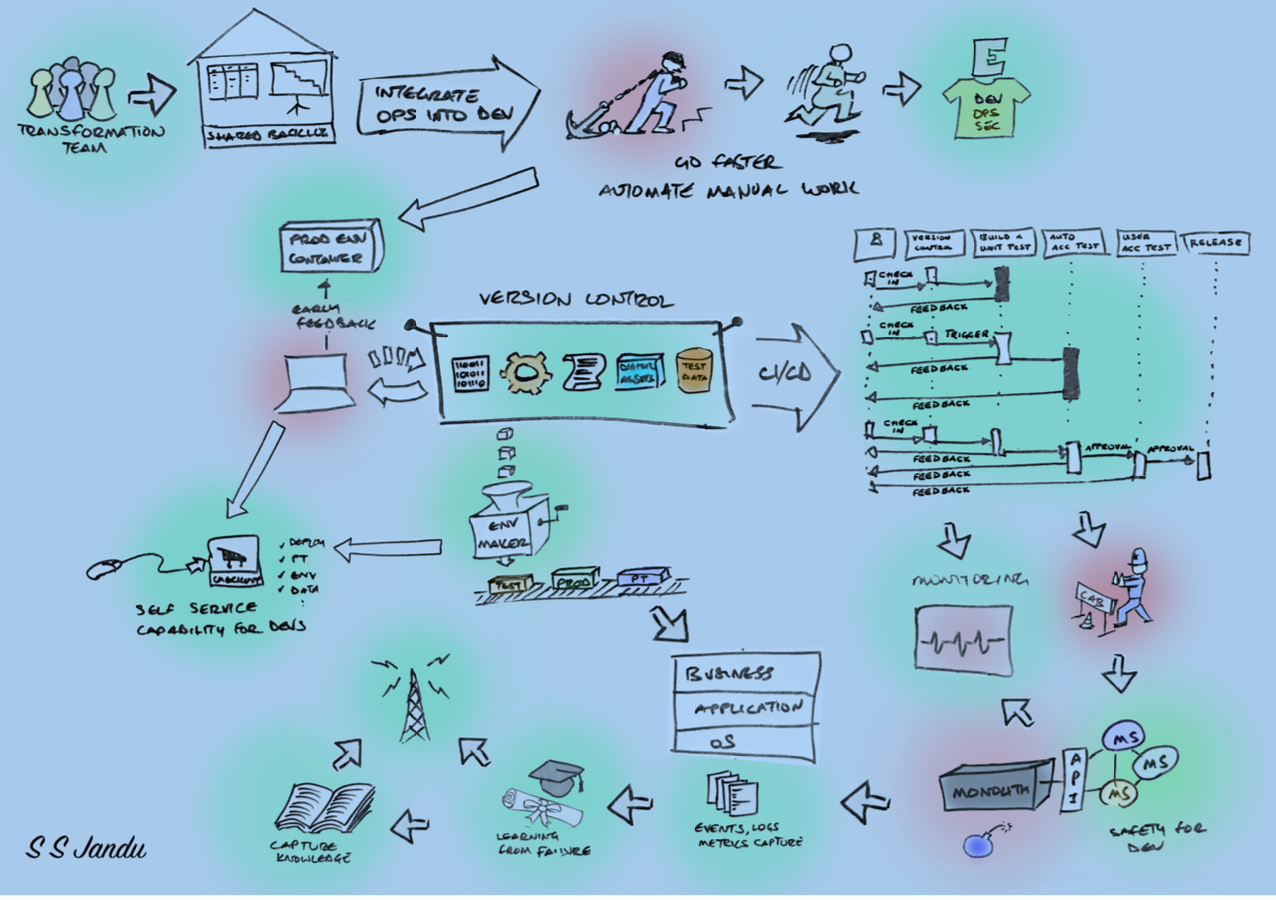 TRANSFORMATION
TEAM
SHARED BACKLOG
INTEGRATE
OPS INTO DEV
GO FASTER
AUTOMATE MANUAL WORK
E
DEV
OPS
SEC
PROD ENV
CONTAINER
EARLY
FEEDBACK
VERSION CONTROL
110011
101011
101110
TEST
DATA
CI/CD
VERSION
CONTROL
BUILD &
UNIT TEST
AUTO
ACC TEST
USER
ACC TEST
RELEASE
CHECK
IN
FEEDBACK
CHECK
IN
TRIGGER
FEEDBACK
FEEDBACK
CHECK
IN
APPROVAL
APPROVAL
FEEDBACK
FEEDBACK
FEEDBACK
ENV
MAKER
TEST
PROD
PT
CHECKOUT
✓ DEPLOY
✓ PT
✓ ENV
✓ DATA
SELF SERVICE
CAPABILITY FOR DEVS
MONITORING
CAB
BUSINESS
APPLICATION
OS
MONOLITH
API
MS
MS
MS
SAFETY FOR
DEV
EVENTS, LOGS
METRICS CAPTURE
LEARNING
FROM FAILURE
CAPTURE
KNOWLEDGE
S S Jandu